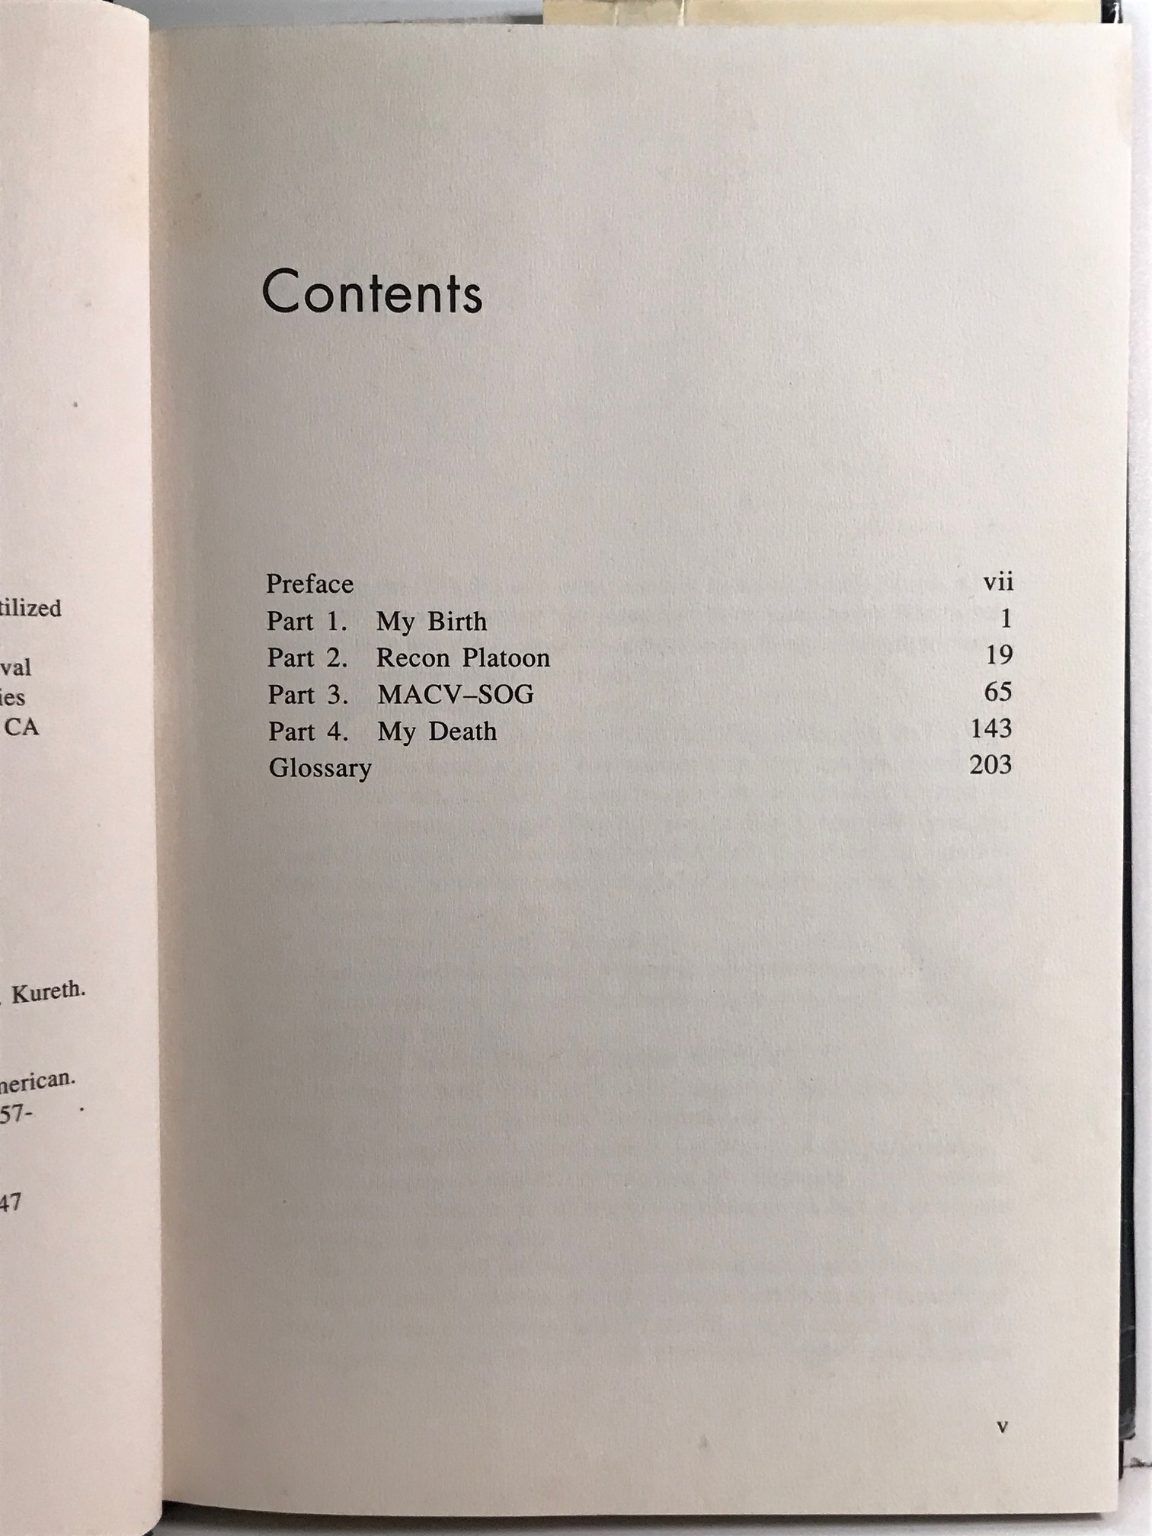 tilized
val
ies
CA
Kureth.
merican.
57-
47
Contents
Preface vii
Part 1. My Birth 1
Part 2. Recon Platoon 19
Part 3. MACV–SOG 65
Part 4. My Death 143
Glossary 203
v